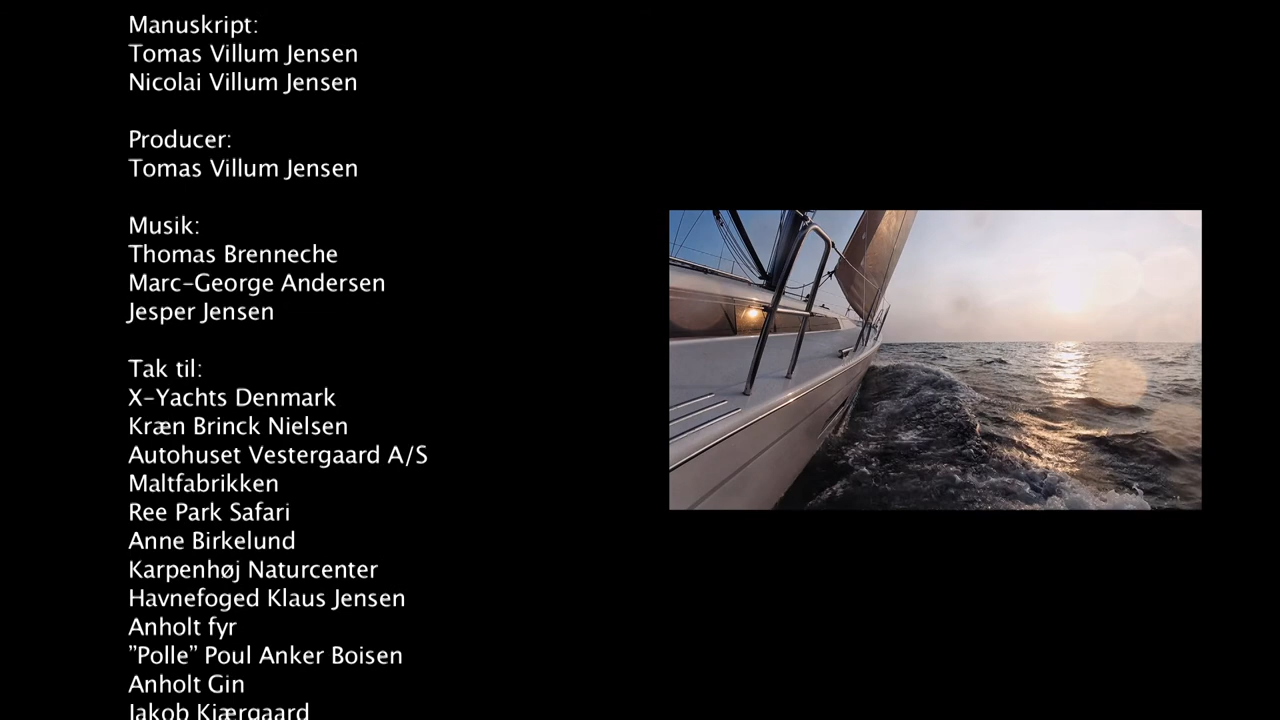 Manuskript:
Tomas Villum Jensen
Nicolai Villum Jensen
Producer:
Tomas Villum Jensen
Musik:
Thomas Brenneche
Marc-George Andersen
Jesper Jensen
Tak til:
X-Yachts Denmark
Kræn Brinck Nielsen
Autohuset Vestergaard A/S
Maltfabrikken
Ree Park Safari
Anne Birkelund
Karpenhøj Naturcenter
Havnefoged Klaus Jensen
Anholt fyr
”Polle” Poul Anker Boisen
Anholt Gin
Jakob Kjærgaard